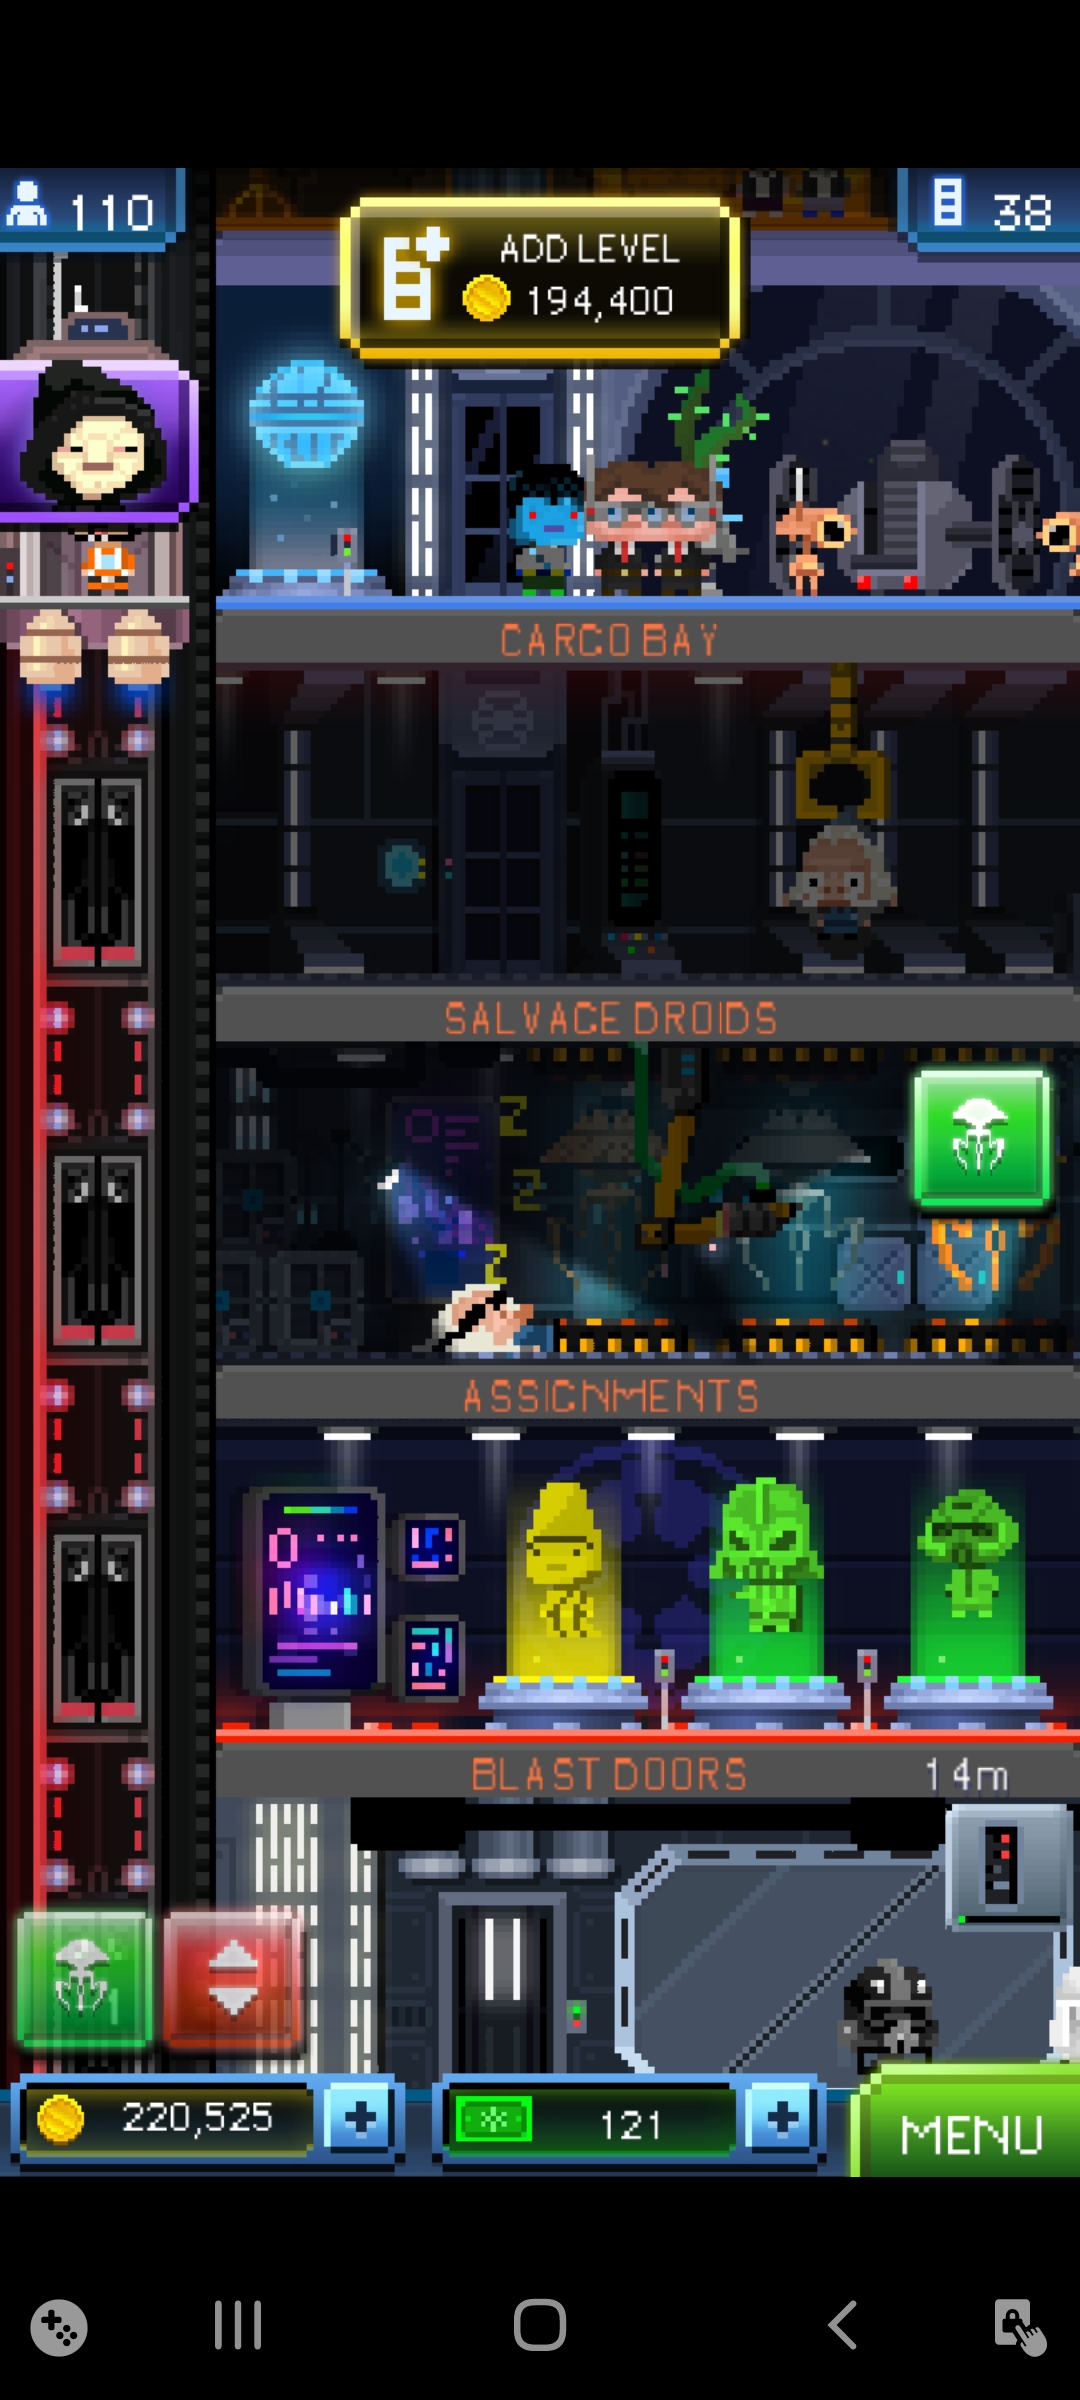 110
38
ADD LEVEL
194,400
CARGO BAY
SALVAGE DROIDS
Z
Z
Z
ASSIGNMENTS
BLAST DOORS 14m
220,525
121
MENU